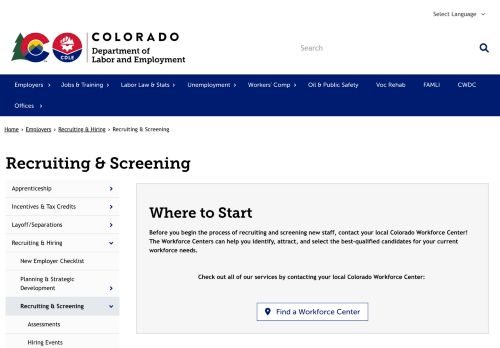 Select Language
COLORADO
Department of
Labor and Employment
CDLE
Search
Employers Jobs & Training Labor Law & Stats Unemployment Workers' Comp Oil & Public Safety Voc Rehab FAMLI CWDC
Offices
Home › Employers › Recruiting & Hiring › Recruiting & Screening
Recruiting & Screening
Apprenticeship
Incentives & Tax Credits
Layoff/Separations
Recruiting & Hiring
New Employer Checklist
Planning & Strategic
Development
Recruiting & Screening
Assessments
Hiring Events
Where to Start
Before you begin the process of recruiting and screening new staff, contact your local Colorado Workforce Center!
The Workforce Centers can help you identify, attract, and select the best-qualified candidates for your current
workforce needs.
Check out all of our services by contacting your local Colorado Workforce Center:
Find a Workforce Center